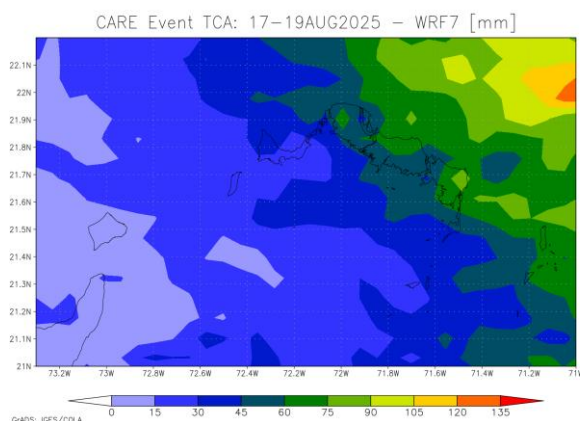 CARE Event TCA: 17-19AUG2025 - WRF7 [mm]
22.1N
22N
21.9N
21.8N
21.7N
21.6N
21.5N
21.4N
21.3N
21.2N
21.1N
21N
73.2W 73W 72.8W 72.6W 72.4W 72.2W 72W 71.8W 71.6W 71.4W 71.2W 71W
0 15 30 45 60 75 90 105 120 135
GrADS: IGES/COLA